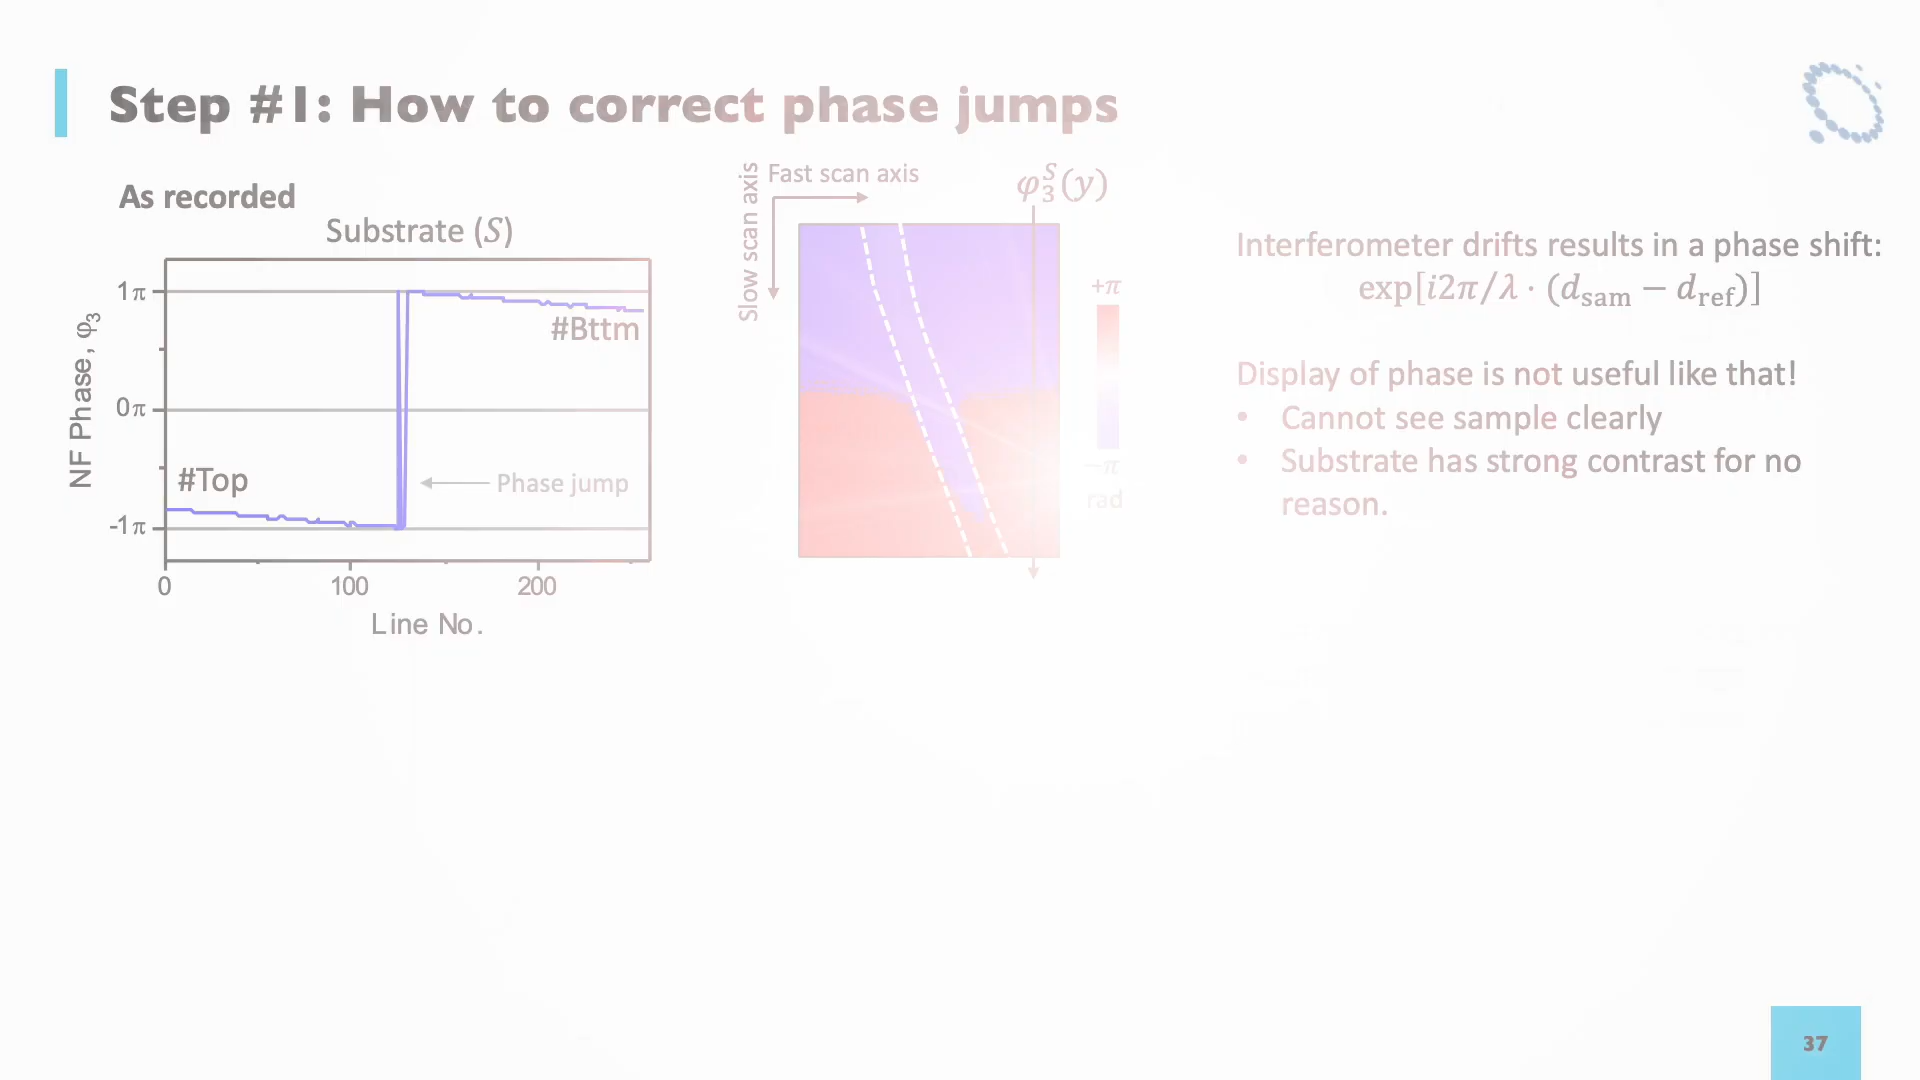 Step #1: How to correct phase jumps
As recorded
Substrate (S)
1π
0π
-1π
NF Phase, φ₃
#Top
#Bttm
Phase jump
0
100
200
Line No.
Fast scan axis
Slow scan axis
φ₃ˢ(y)
+π
−π
rad
Interferometer drifts results in a phase shift:
exp[i2π/λ · (d_sam − d_ref)]
Display of phase is not useful like that!
• Cannot see sample clearly
• Substrate has strong contrast for no
reason.
37